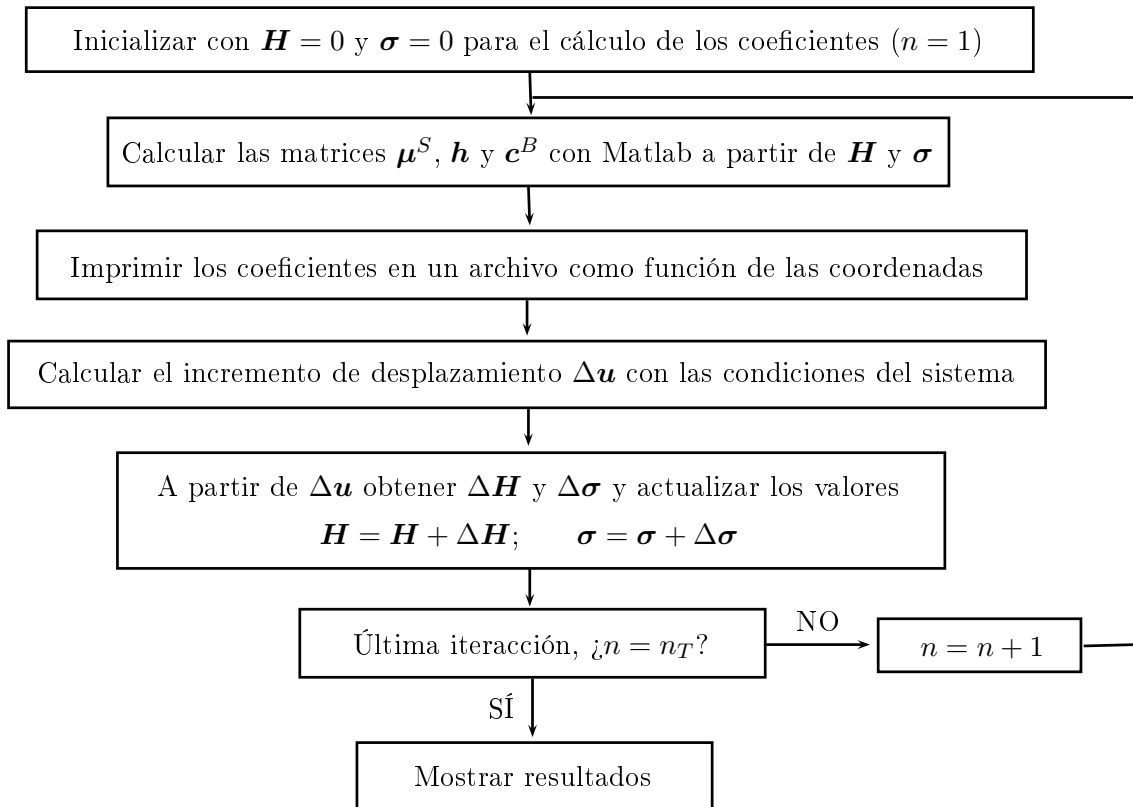 Inicializar con H = 0 y σ = 0 para el cálculo de los coeficientes (n = 1)
Calcular las matrices μ^S, h y c^B con Matlab a partir de H y σ
Imprimir los coeficientes en un archivo como función de las coordenadas
Calcular el incremento de desplazamiento Δu con las condiciones del sistema
A partir de Δu obtener ΔH y Δσ y actualizar los valores
H = H + ΔH; σ = σ + Δσ
Última iteracción, ¿n = n_T?
NO
n = n + 1
SÍ
Mostrar resultados